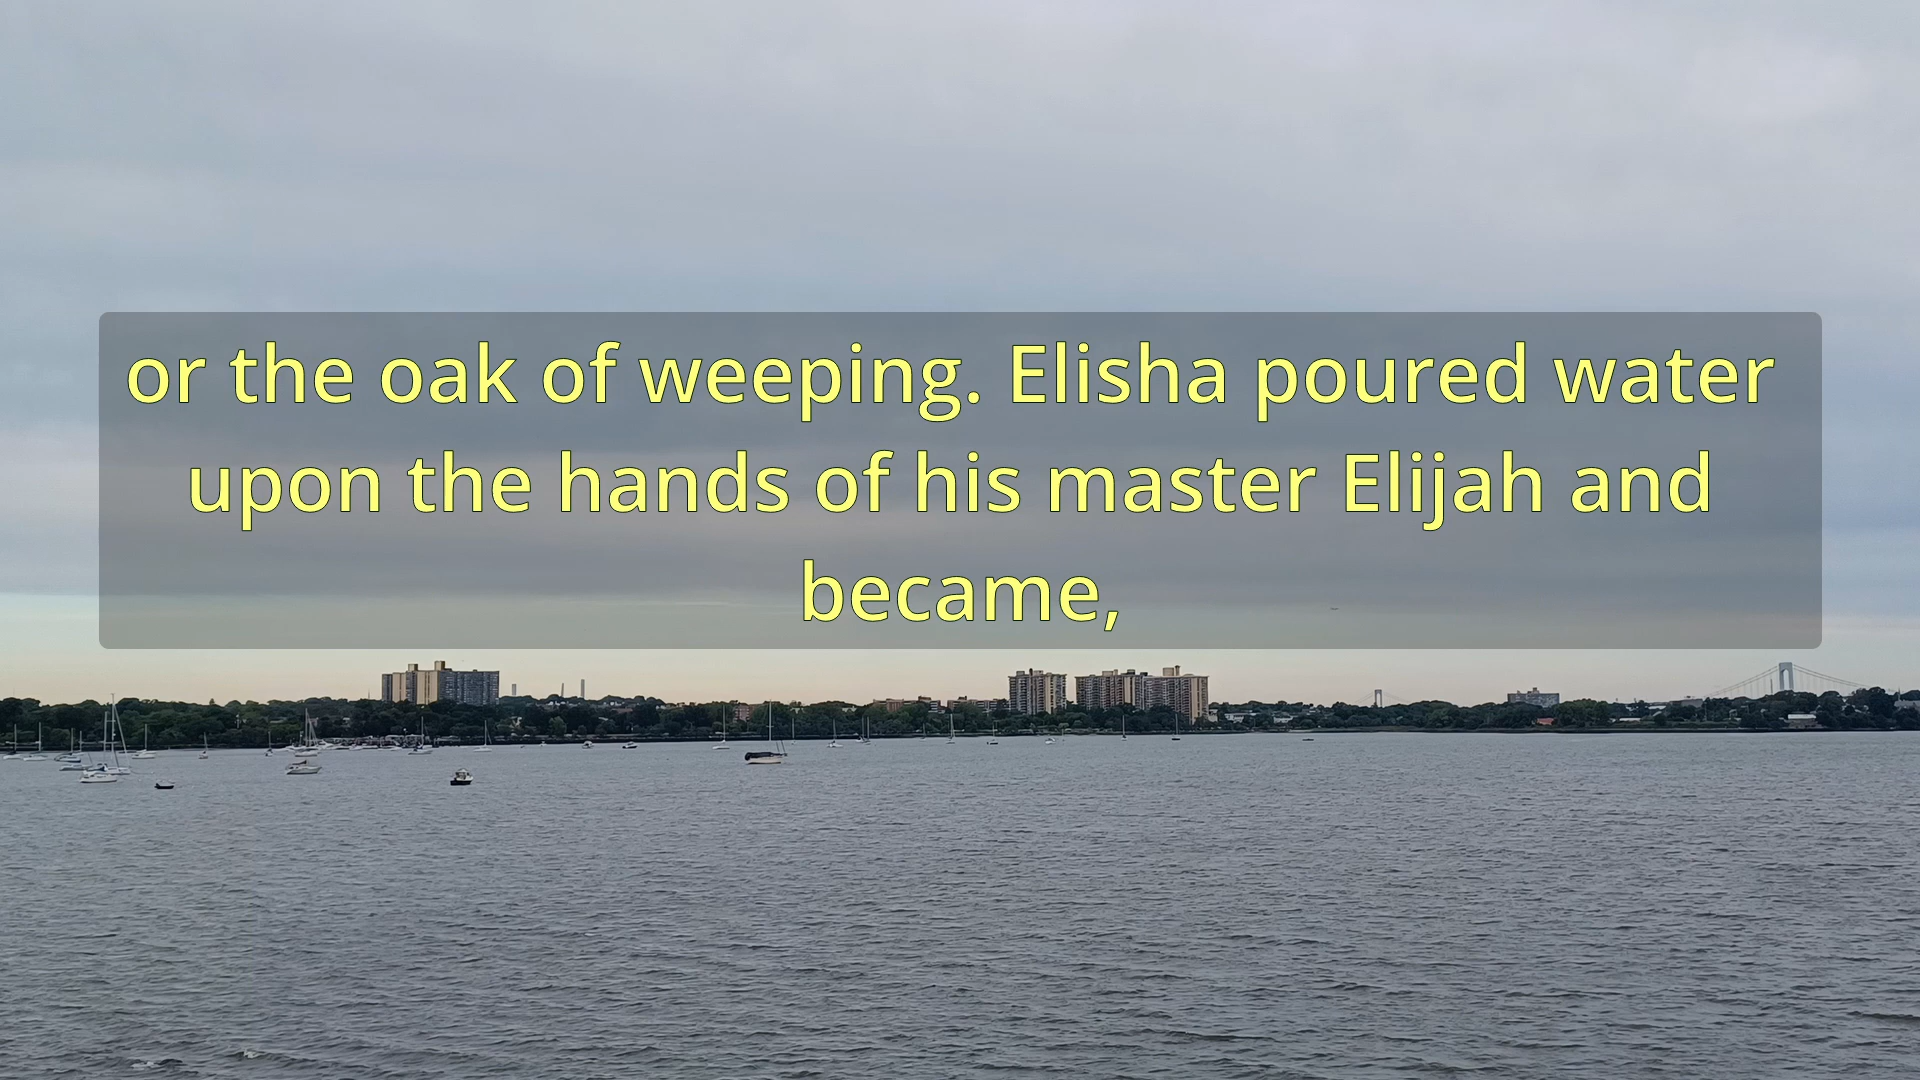 or the oak of weeping. Elisha poured water
upon the hands of his master Elijah and
became,